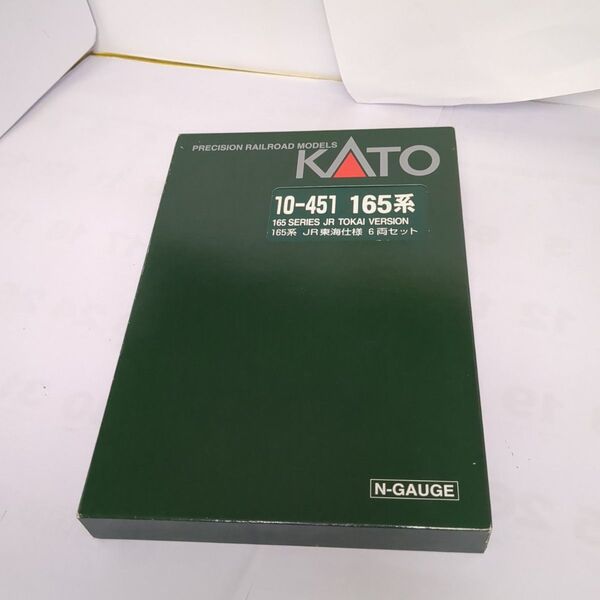 PRECISION RAILROAD MODELS
KATO
10-451 165系
165 SERIES JR TOKAI VERSION
165系 JR東海仕様 6両セット
N-GAUGE